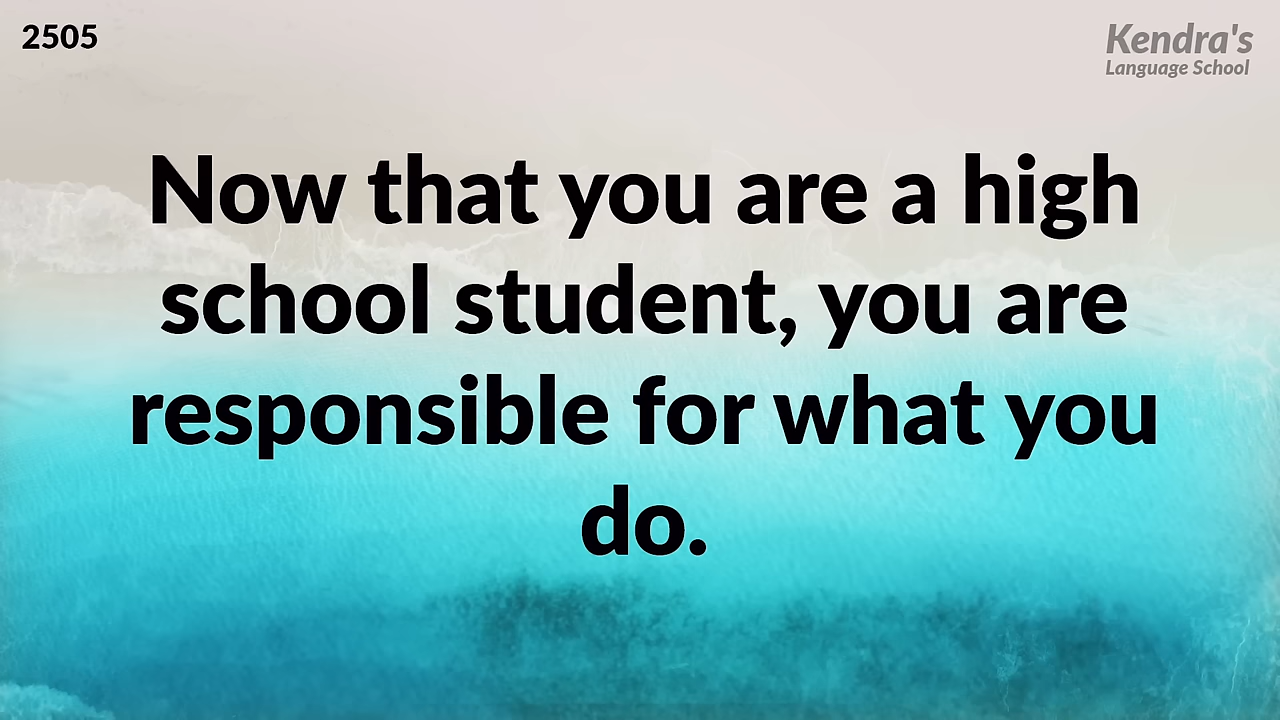 2505
Kendra's
Language School
Now that you are a high
school student, you are
responsible for what you
do.